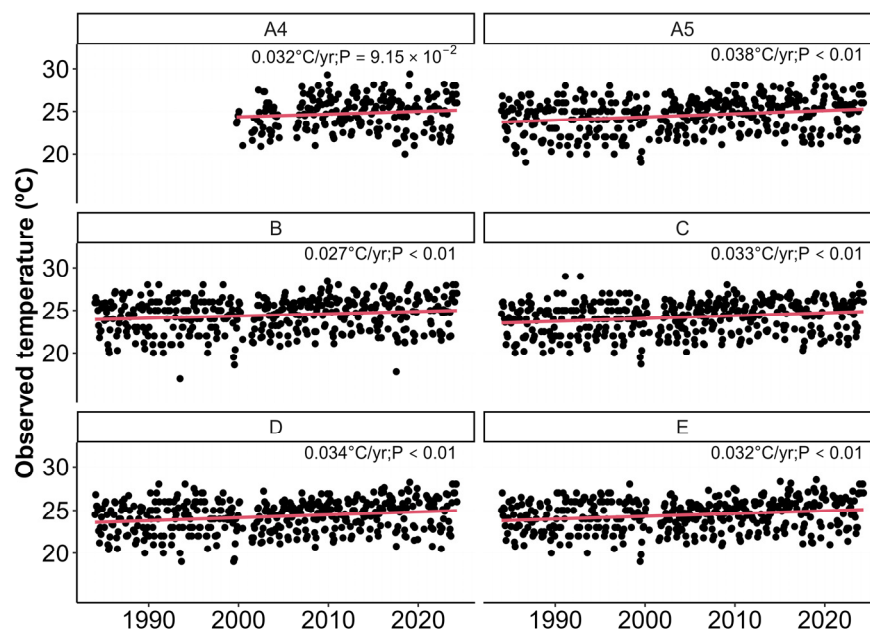 A4
A5
0.032°C/yr;P = 9.15 × 10⁻²
0.038°C/yr;P < 0.01
30
25
20
B
C
0.027°C/yr;P < 0.01
0.033°C/yr;P < 0.01
30
25
20
D
E
0.034°C/yr;P < 0.01
0.032°C/yr;P < 0.01
30
25
20
Observed temperature (ºC)
1990 2000 2010 2020
1990 2000 2010 2020